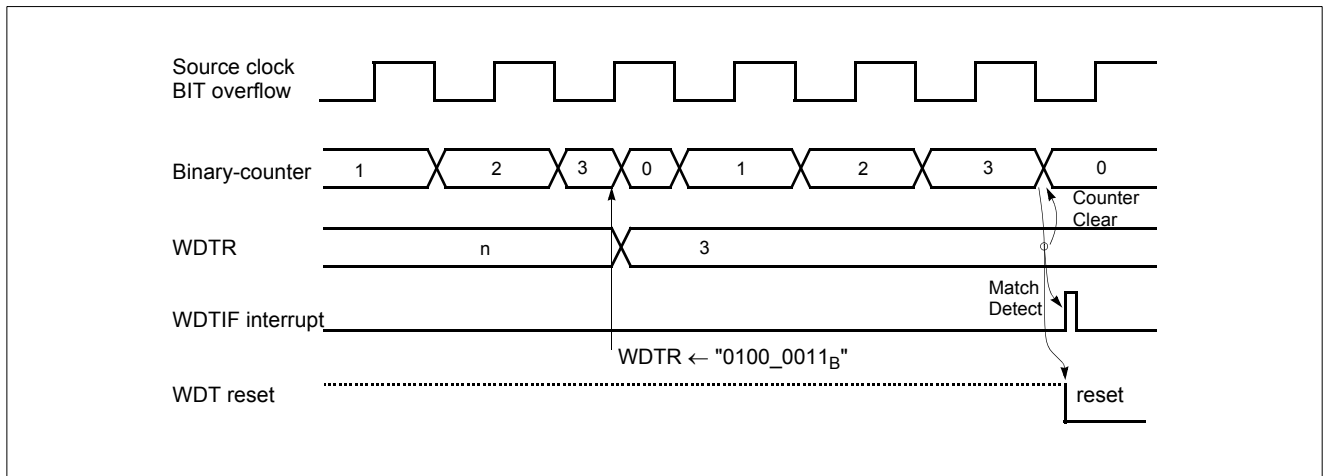 Source clock
BIT overflow
Binary-counter
1 2 3 0 1 2 3 0
Counter
Clear
WDTR
n 3
Match
Detect
WDTIF interrupt
WDTR ← "0100_0011B"
WDT reset
reset